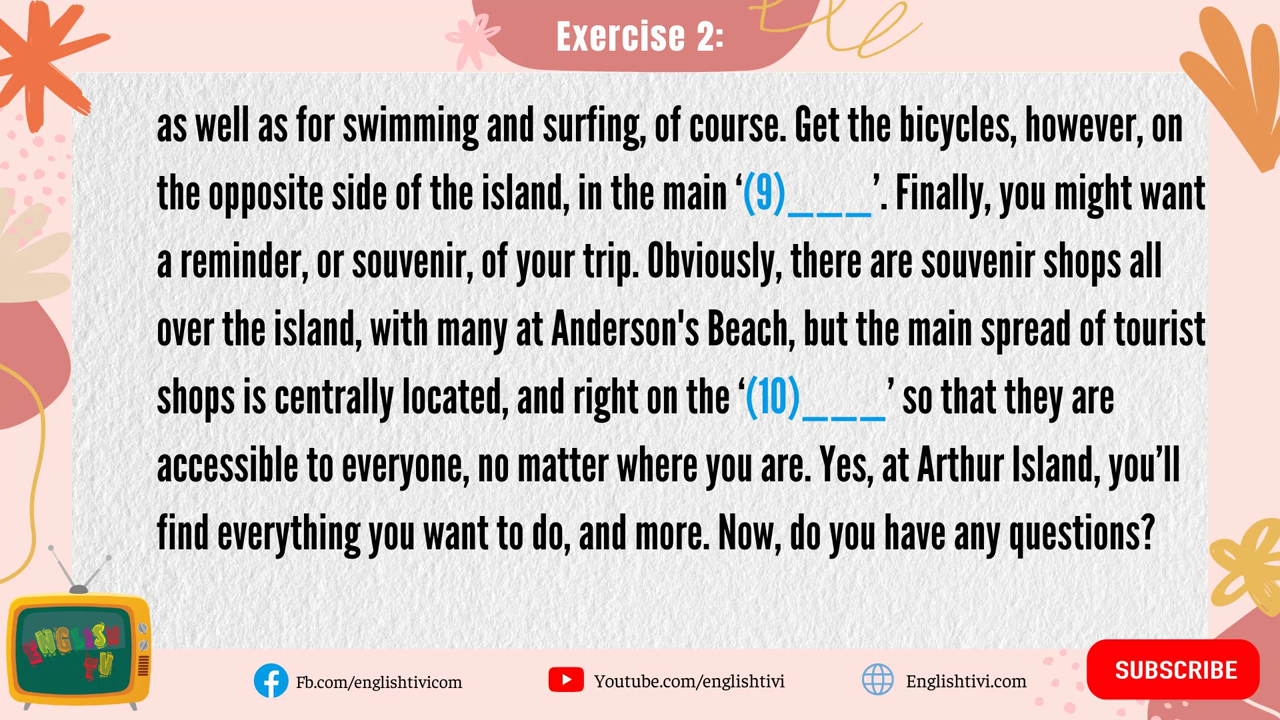 Exercise 2:
as well as for swimming and surfing, of course. Get the bicycles, however, on
the opposite side of the island, in the main ‘(9)___’. Finally, you might want
a reminder, or souvenir, of your trip. Obviously, there are souvenir shops all
over the island, with many at Anderson's Beach, but the main spread of tourist
shops is centrally located, and right on the ‘(10)___’ so that they are
accessible to everyone, no matter where you are. Yes, at Arthur Island, you’ll
find everything you want to do, and more. Now, do you have any questions?
ENGLISH
TV
Fb.com/englishtivicom
Youtube.com/englishtivi
Englishtivi.com
SUBSCRIBE